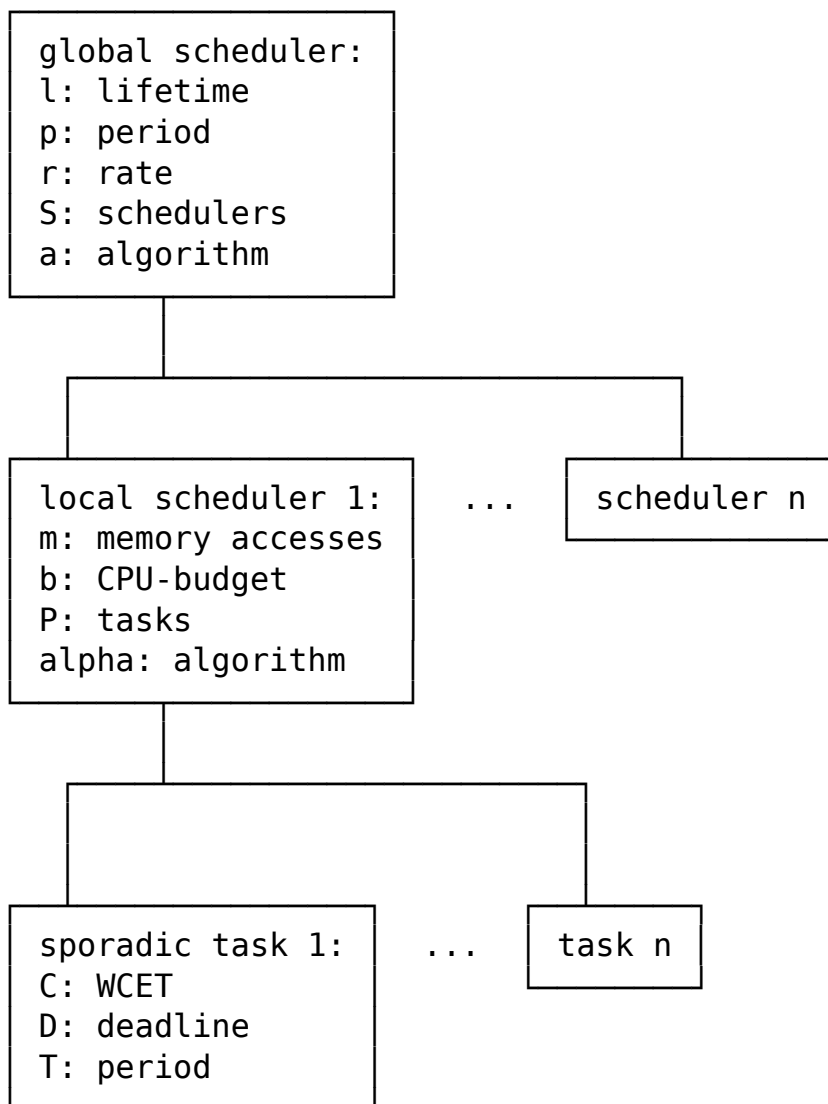 global scheduler:
l: lifetime
p: period
r: rate
S: schedulers
a: algorithm
local scheduler 1:
m: memory accesses
b: CPU-budget
P: tasks
alpha: algorithm
...
scheduler n
sporadic task 1:
C: WCET
D: deadline
T: period
...
task n